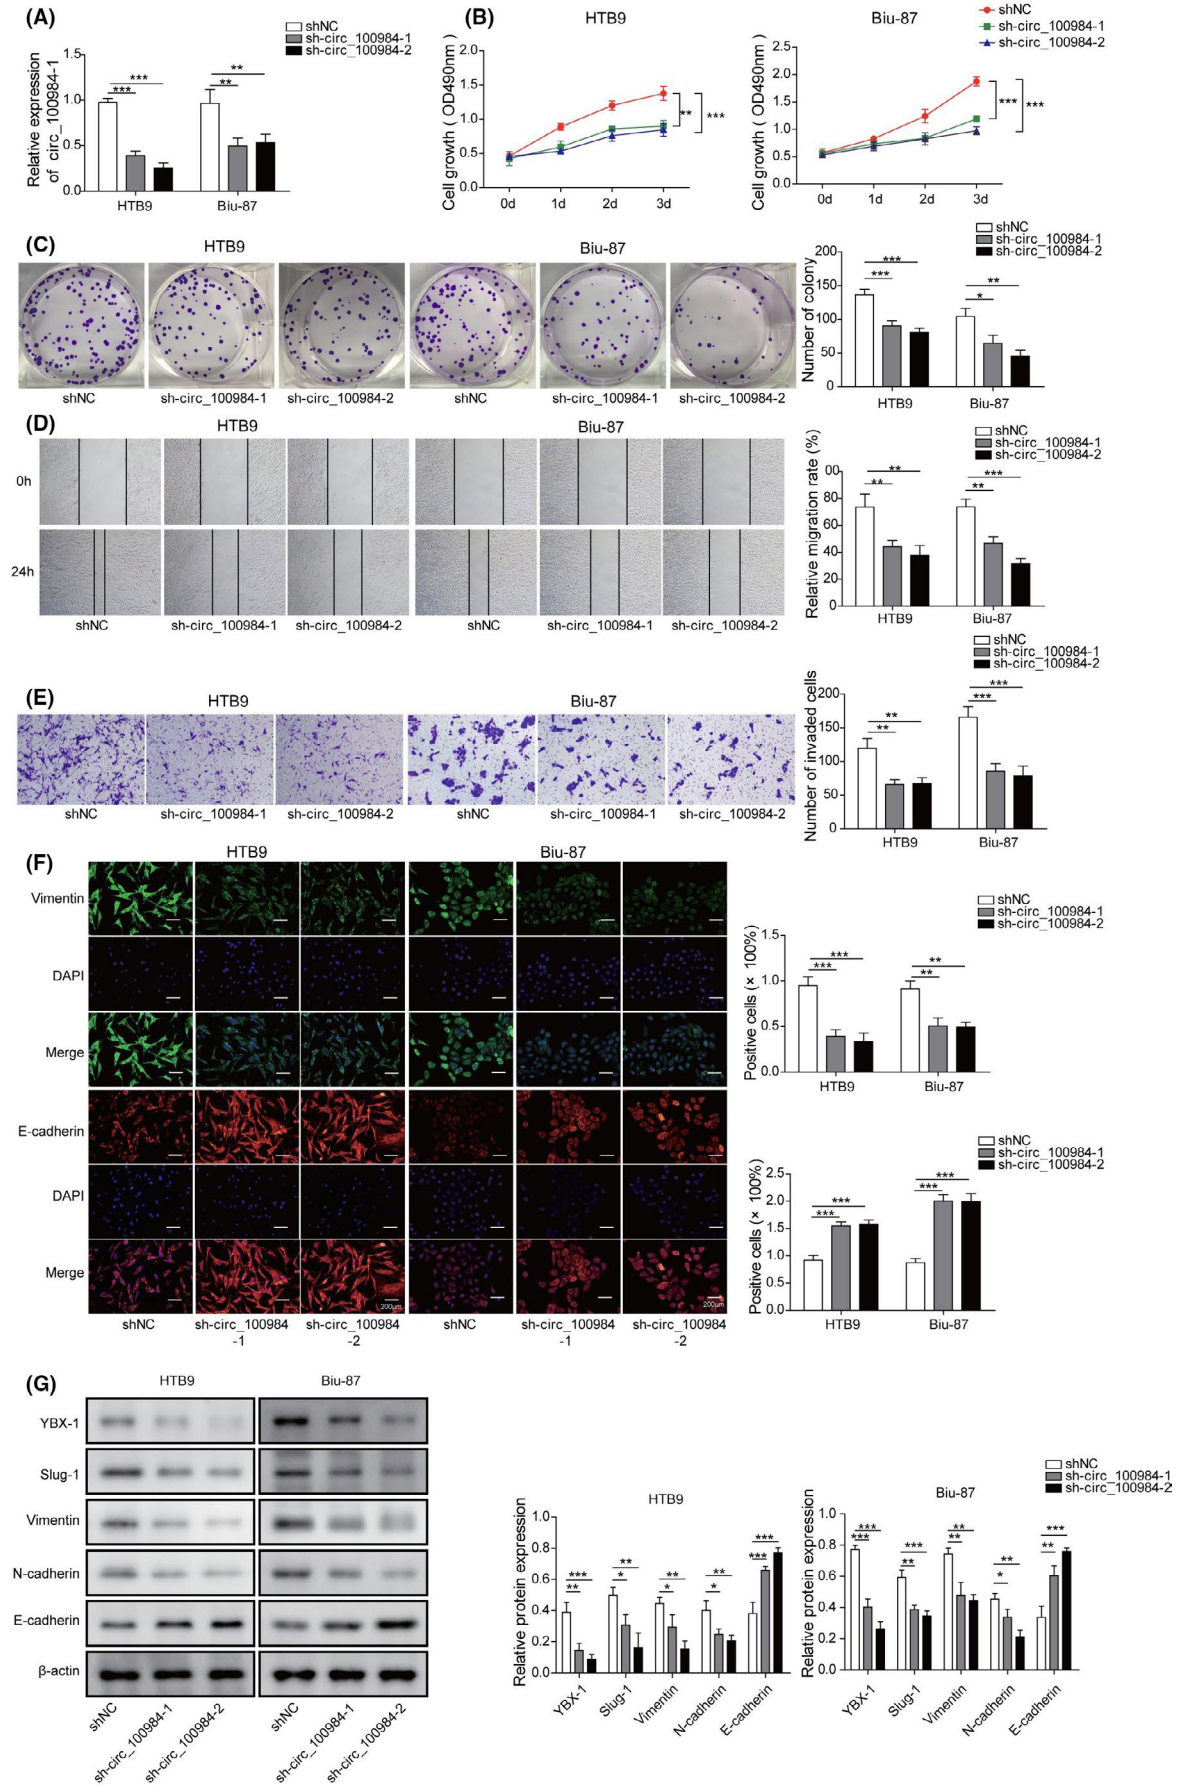 (A)
shNC
sh-circ_100984-1
sh-circ_100984-2
Relative expression
of circ_100984-1
1.5
1.0
0.5
0.0
***
***
**
**
HTB9
Biu-87
(B)
HTB9
Biu-87
shNC
sh-circ_100984-1
sh-circ_100984-2
Cell growth ( OD490nm )
2.0
1.5
1.0
0.5
0.0
0d 1d 2d 3d
**
***
Cell growth ( OD490nm )
2.5
2.0
1.5
1.0
0.5
0.0
0d 1d 2d 3d
***
***
(C)
HTB9
Biu-87
shNC sh-circ_100984-1 sh-circ_100984-2 shNC sh-circ_100984-1 sh-circ_100984-2
shNC
sh-circ_100984-1
sh-circ_100984-2
Number of colony
200
150
100
50
0
***
***
**
*
HTB9 Biu-87
(D)
HTB9
Biu-87
0h
24h
shNC sh-circ_100984-1 sh-circ_100984-2 shNC sh-circ_100984-1 sh-circ_100984-2
shNC
sh-circ_100984-1
sh-circ_100984-2
Relative migration rate (%)
00
80
60
40
20
0
**
**
***
**
HTB9 Biu-87
(E)
HTB9
Biu-87
shNC sh-circ_100984-1 sh-circ_100984-2 shNC sh-circ_100984-1 sh-circ_100984-2
shNC
sh-circ_100984-1
sh-circ_100984-2
Number of invaded cells
200
150
100
50
0
**
**
***
***
HTB9 Biu-87
(F)
HTB9
Biu-87
Vimentin
DAPI
Merge
E-cadherin
DAPI
Merge
200μm
200μm
shNC sh-circ_100984 sh-circ_100984 shNC sh-circ_100984 sh-circ_100984
-1 -2 -1 -2
shNC
sh-circ_100984-1
sh-circ_100984-2
Positive cells (× 100%)
1.5
1.0
0.5
0.0
***
***
**
**
HTB9 Biu-87
shNC
sh-circ_100984-1
sh-circ_100984-2
Positive cells (× 100%)
2.5
2.0
1.5
1.0
0.5
0.0
***
***
***
***
HTB9 Biu-87
(G)
HTB9
Biu-87
YBX-1
Slug-1
Vimentin
N-cadherin
E-cadherin
β-actin
shNC
sh-circ_100984-1
sh-circ_100984-2
shNC
sh-circ_100984-1
sh-circ_100984-2
HTB9
Relative protein expression
1.0
0.8
0.6
0.4
0.2
0.0
***
**
**
*
**
*
**
*
***
***
YBX-1
Slug-1
Vimentin
N-cadherin
E-cadherin
Biu-87
shNC
sh-circ_100984-1
sh-circ_100984-2
Relative protein expression
1.0
0.8
0.6
0.4
0.2
0.0
***
***
***
**
**
**
**
*
***
**
YBX-1
Slug-1
Vimentin
N-cadherin
E-cadherin